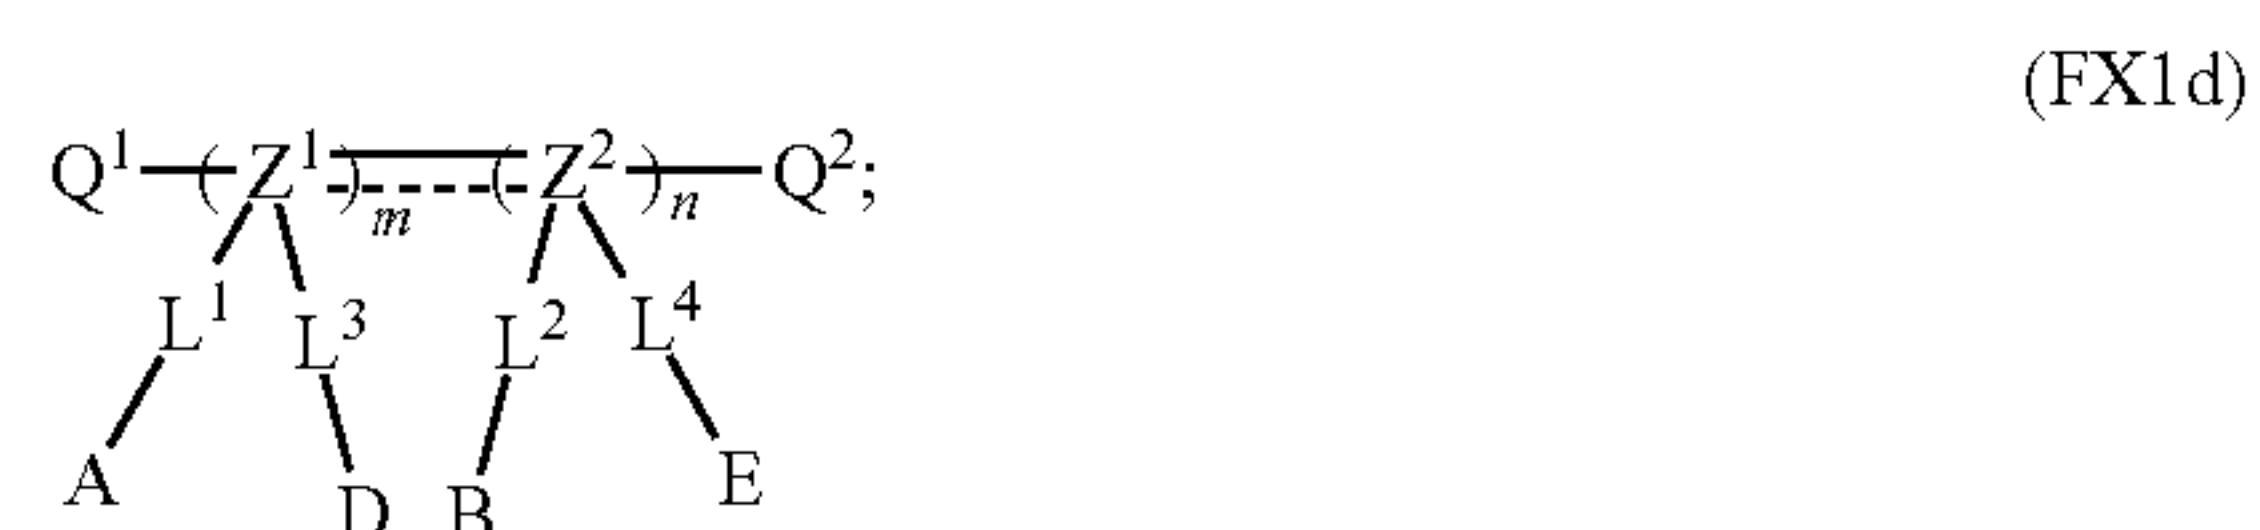 (FX1d)
Q¹—(Z¹)m (Z²)n—Q²;
L¹ L³ L² L⁴
A D B E